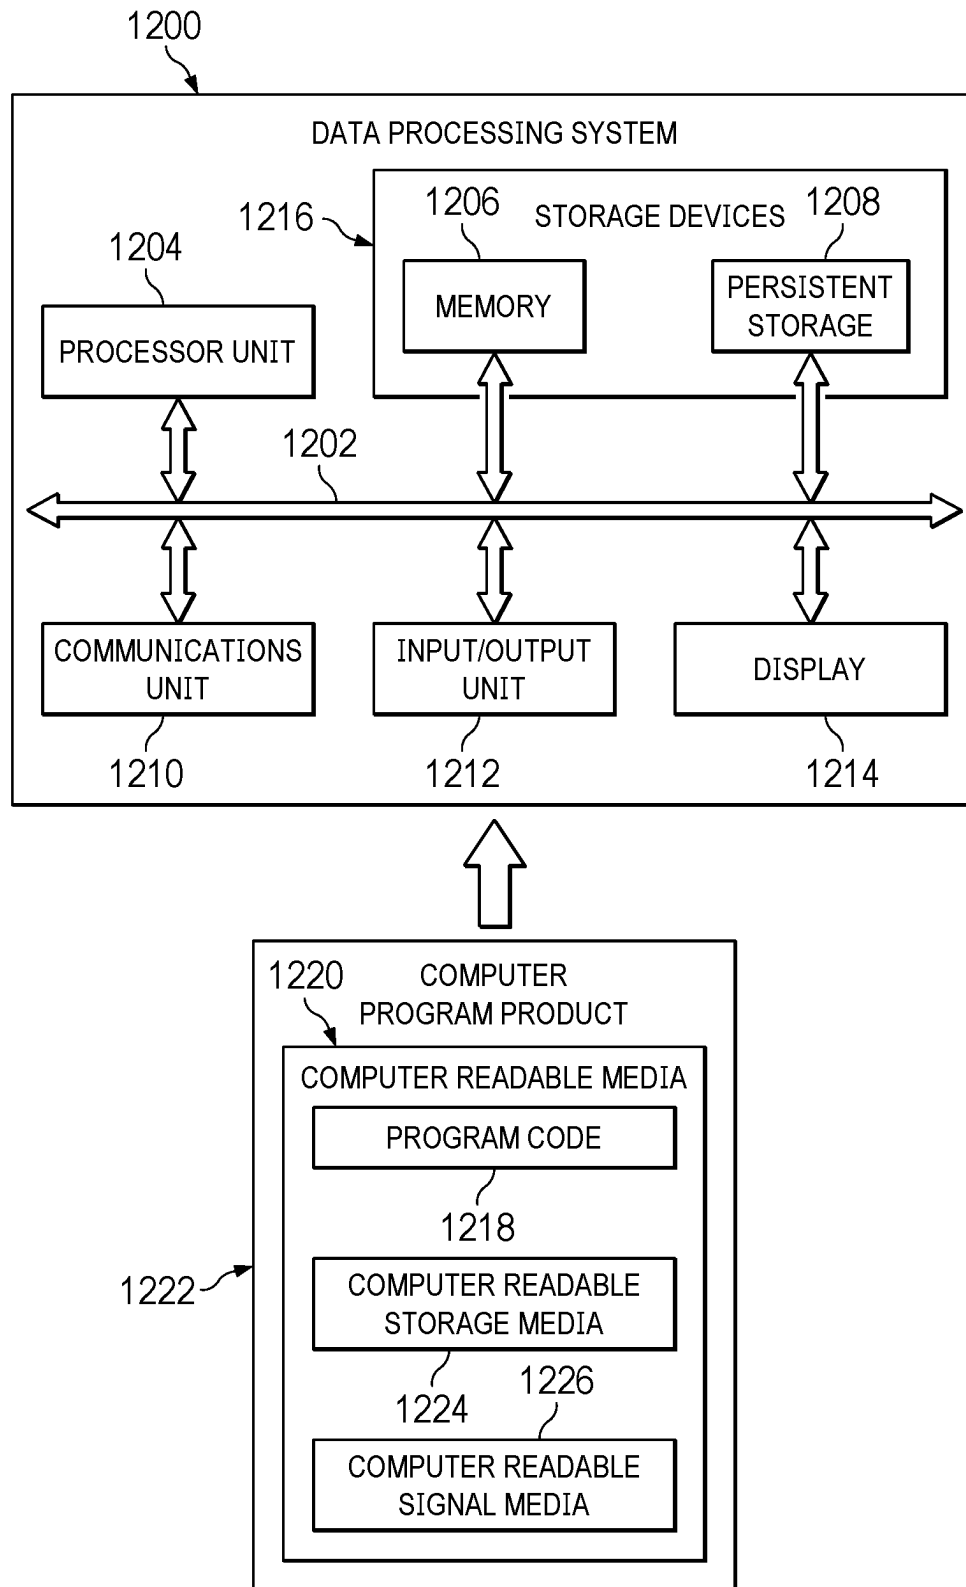 1200
DATA PROCESSING SYSTEM
1216
1206
STORAGE DEVICES
1208
1204
MEMORY
PERSISTENT
STORAGE
PROCESSOR UNIT
1202
COMMUNICATIONS
UNIT
INPUT/OUTPUT
UNIT
DISPLAY
1210
1212
1214
1220
COMPUTER
PROGRAM PRODUCT
COMPUTER READABLE MEDIA
PROGRAM CODE
1218
1222
COMPUTER READABLE
STORAGE MEDIA
1224
1226
COMPUTER READABLE
SIGNAL MEDIA